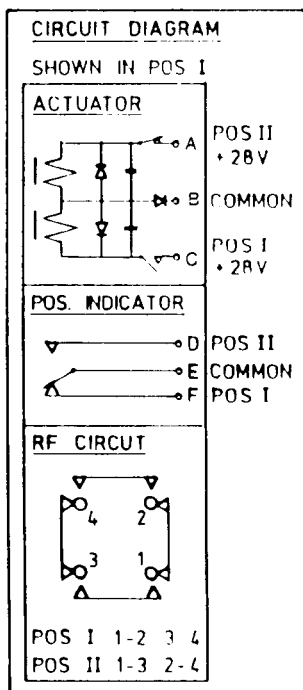 CIRCUIT DIAGRAM
SHOWN IN POS I
ACTUATOR
A POS II
+28V
B COMMON
C POS I
+28V
POS. INDICATOR
D POS II
E COMMON
F POS I
RF CIRCUT
4 2
3 1
POS I 1-2 3 4
POS II 1-3 2-4